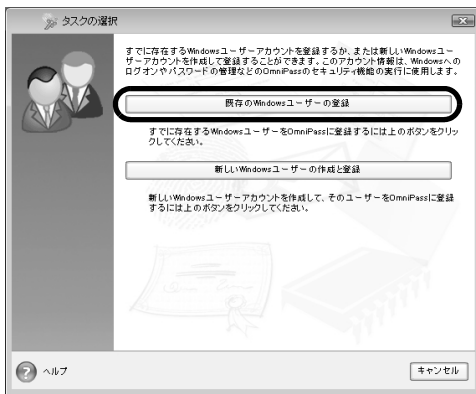 タスクの選択
すでに存在するWindowsユーザーアカウントを登録するか、または新しいWindowsユー
ザーアカウントを作成して登録することができます。このアカウント情報は、Windowsへの
ログオンやパスワードの管理などのOmniPassのセキュリティ機能の実行に使用します。
既存のWindowsユーザーの登録
すでに存在するWindowsユーザーをOmniPassに登録するには上のボタンをクリッ
クしてください。
新しいWindowsユーザーの作成と登録
新しいWindowsユーザーアカウントを作成して、そのユーザーをOmniPassに登録
するには上のボタンをクリックしてください。
ヘルプ
キャンセル